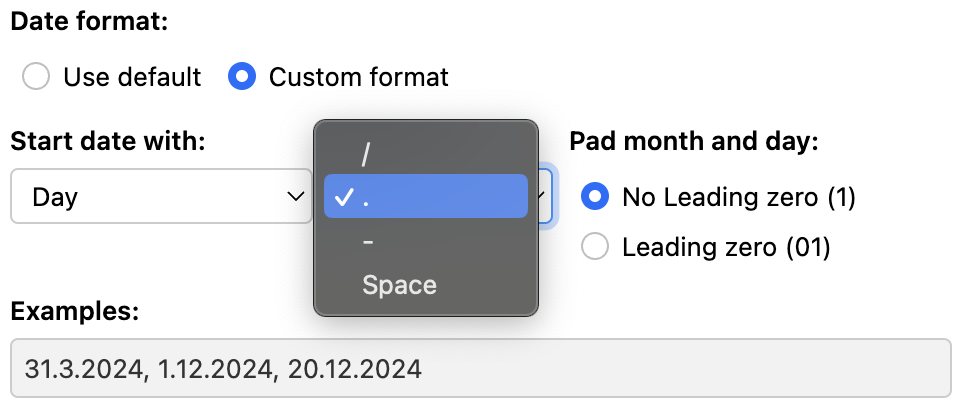 Date format:
Use default Custom format
Start date with: Pad month and day:
/
Day . No Leading zero (1)
- Leading zero (01)
Space
Examples:
31.3.2024, 1.12.2024, 20.12.2024